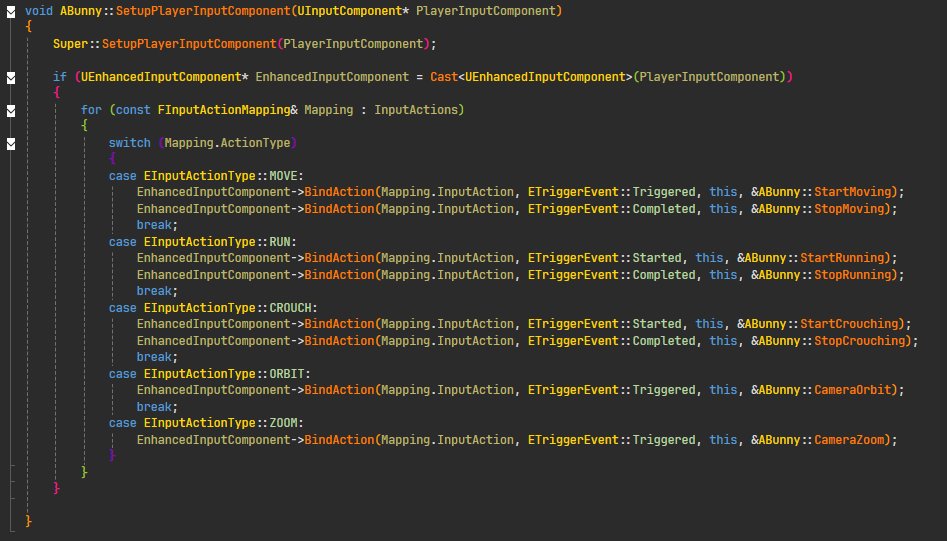 void ABunny::SetupPlayerInputComponent(UInputComponent* PlayerInputComponent)
{
    Super::SetupPlayerInputComponent(PlayerInputComponent);
    if (UEnhancedInputComponent* EnhancedInputComponent = Cast<UEnhancedInputComponent>(PlayerInputComponent))
    {
        for (const FInputActionMapping& Mapping : InputActions)
        {
            switch (Mapping.ActionType)
            {
            case EInputActionType::MOVE:
                EnhancedInputComponent->BindAction(Mapping.InputAction, ETriggerEvent::Triggered, this, &ABunny::StartMoving);
                EnhancedInputComponent->BindAction(Mapping.InputAction, ETriggerEvent::Completed, this, &ABunny::StopMoving);
                break;
            case EInputActionType::RUN:
                EnhancedInputComponent->BindAction(Mapping.InputAction, ETriggerEvent::Started, this, &ABunny::StartRunning);
                EnhancedInputComponent->BindAction(Mapping.InputAction, ETriggerEvent::Completed, this, &ABunny::StopRunning);
                break;
            case EInputActionType::CROUCH:
                EnhancedInputComponent->BindAction(Mapping.InputAction, ETriggerEvent::Started, this, &ABunny::StartCrouching);
                EnhancedInputComponent->BindAction(Mapping.InputAction, ETriggerEvent::Completed, this, &ABunny::StopCrouching);
                break;
            case EInputActionType::ORBIT:
                EnhancedInputComponent->BindAction(Mapping.InputAction, ETriggerEvent::Triggered, this, &ABunny::CameraOrbit);
                break;
            case EInputActionType::ZOOM:
                EnhancedInputComponent->BindAction(Mapping.InputAction, ETriggerEvent::Triggered, this, &ABunny::CameraZoom);
            }
        }
    }
}